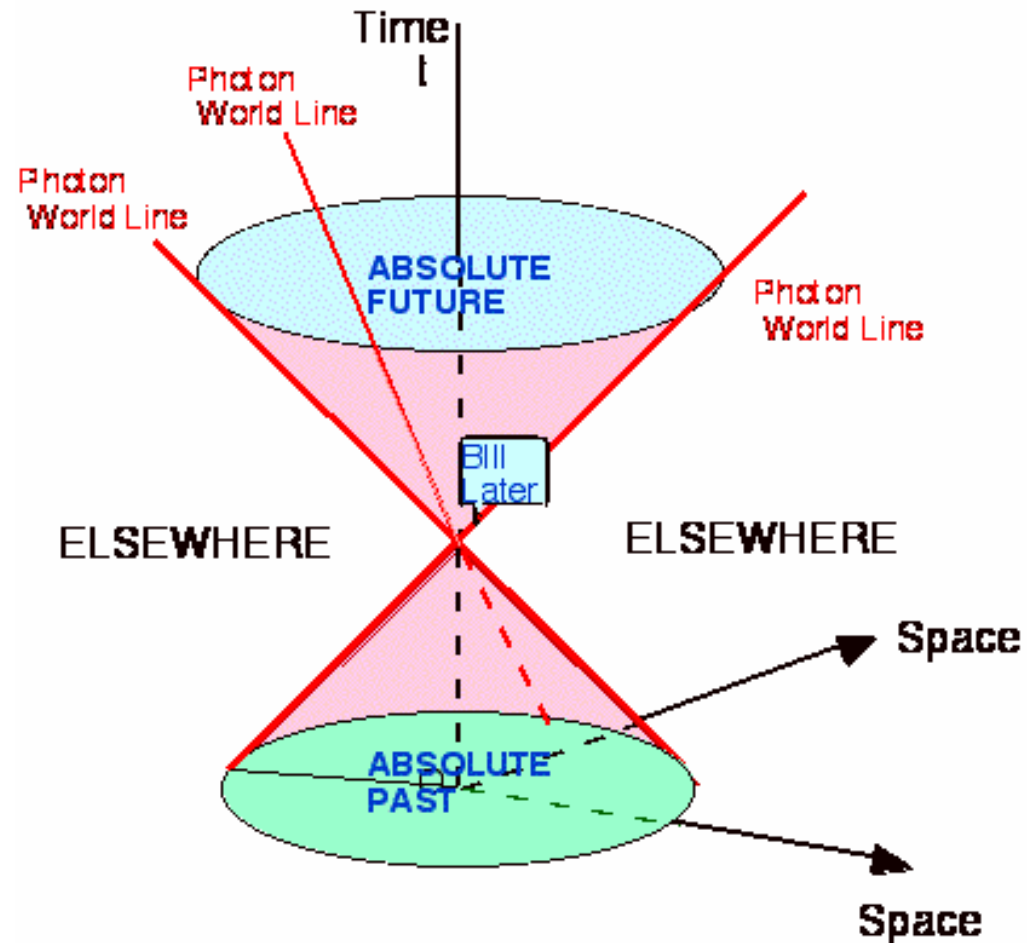 Time
t
Photon
World Line
Photon
World Line
ABSOLUTE
FUTURE
Photon
World Line
Bill
Later
ELSEWHERE
ELSEWHERE
Space
ABSOLUTE
PAST
Space